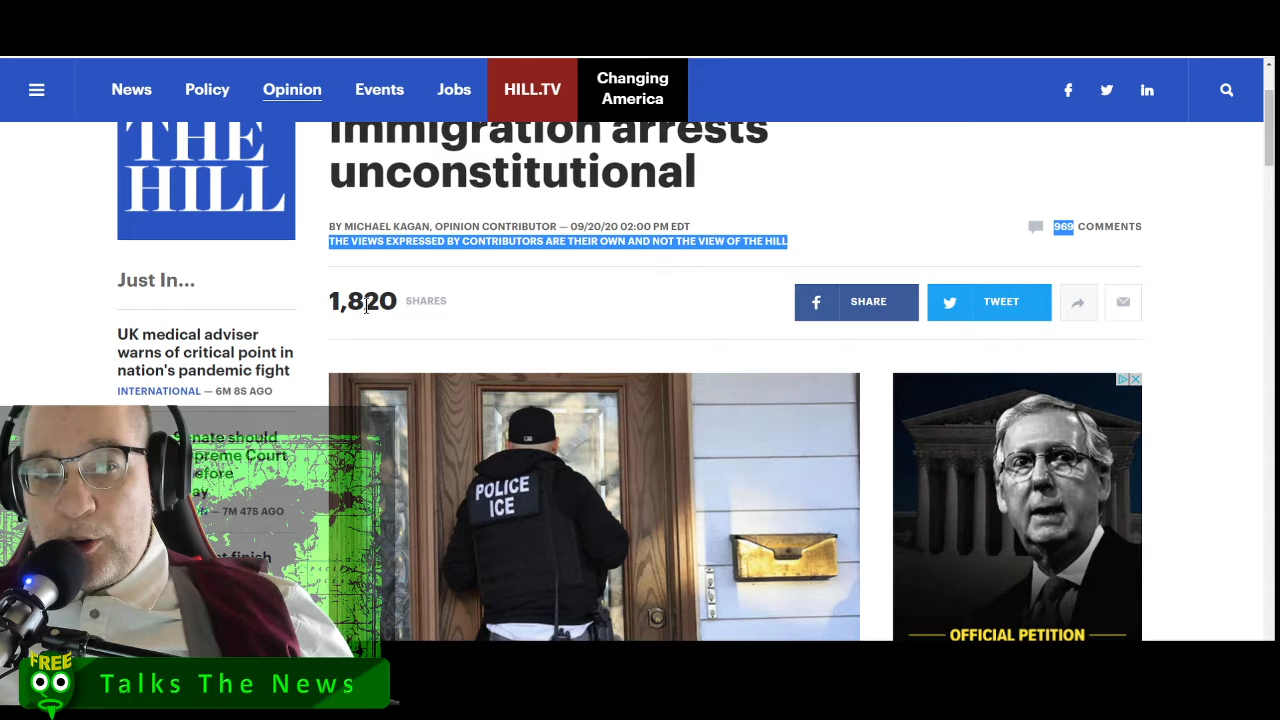 News
Policy
Opinion
Events
Jobs
HILL.TV
Changing
America
THE
HILL
immigration arrests
unconstitutional
BY MICHAEL KAGAN, OPINION CONTRIBUTOR — 09/20/20 02:00 PM EDT
969 COMMENTS
THE VIEWS EXPRESSED BY CONTRIBUTORS ARE THEIR OWN AND NOT THE VIEW OF THE HILL
Just In...
1,820 SHARES
SHARE
TWEET
UK medical adviser
warns of critical point in
nation's pandemic fight
INTERNATIONAL — 6M 8S AGO
should
Court
— 7M 47S AGO
finish
POLICE
ICE
OFFICIAL PETITION
FREE
Talks The News